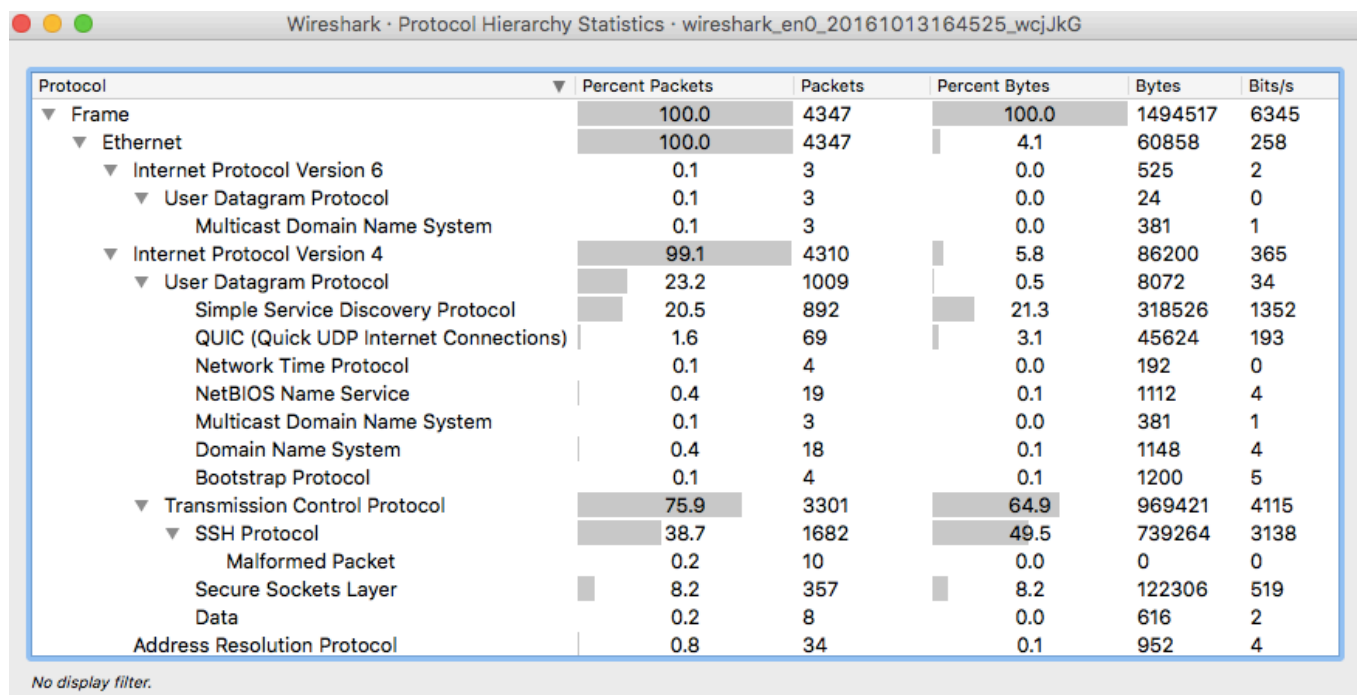 Wireshark · Protocol Hierarchy Statistics · wireshark_en0_20161013164525_wcjJkG
Protocol Percent Packets Packets Percent Bytes Bytes Bits/s
Frame 100.0 4347 100.0 1494517 6345
Ethernet 100.0 4347 4.1 60858 258
Internet Protocol Version 6 0.1 3 0.0 525 2
User Datagram Protocol 0.1 3 0.0 24 0
Multicast Domain Name System 0.1 3 0.0 381 1
Internet Protocol Version 4 99.1 4310 5.8 86200 365
User Datagram Protocol 23.2 1009 0.5 8072 34
Simple Service Discovery Protocol 20.5 892 21.3 318526 1352
QUIC (Quick UDP Internet Connections) 1.6 69 3.1 45624 193
Network Time Protocol 0.1 4 0.0 192 0
NetBIOS Name Service 0.4 19 0.1 1112 4
Multicast Domain Name System 0.1 3 0.0 381 1
Domain Name System 0.4 18 0.1 1148 4
Bootstrap Protocol 0.1 4 0.1 1200 5
Transmission Control Protocol 75.9 3301 64.9 969421 4115
SSH Protocol 38.7 1682 49.5 739264 3138
Malformed Packet 0.2 10 0.0 0 0
Secure Sockets Layer 8.2 357 8.2 122306 519
Data 0.2 8 0.0 616 2
Address Resolution Protocol 0.8 34 0.1 952 4
No display filter.